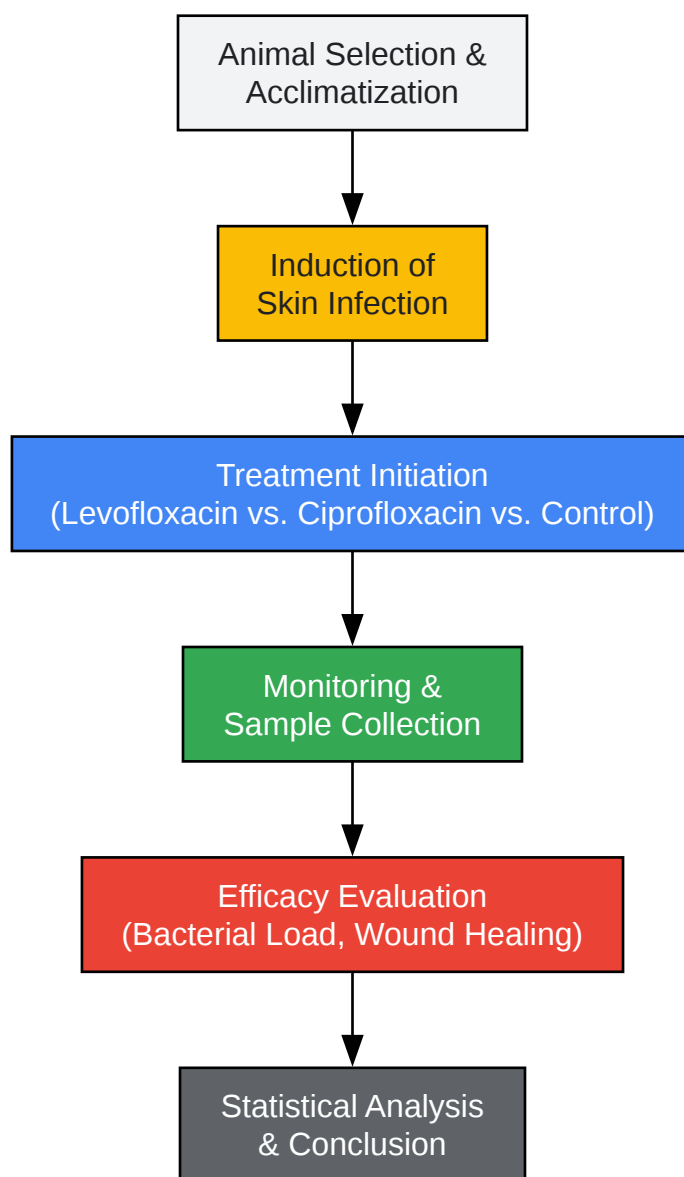 Animal Selection &
Acclimatization
Induction of
Skin Infection
Treatment Initiation
(Levofloxacin vs. Ciprofloxacin vs. Control)
Monitoring &
Sample Collection
Efficacy Evaluation
(Bacterial Load, Wound Healing)
Statistical Analysis
& Conclusion